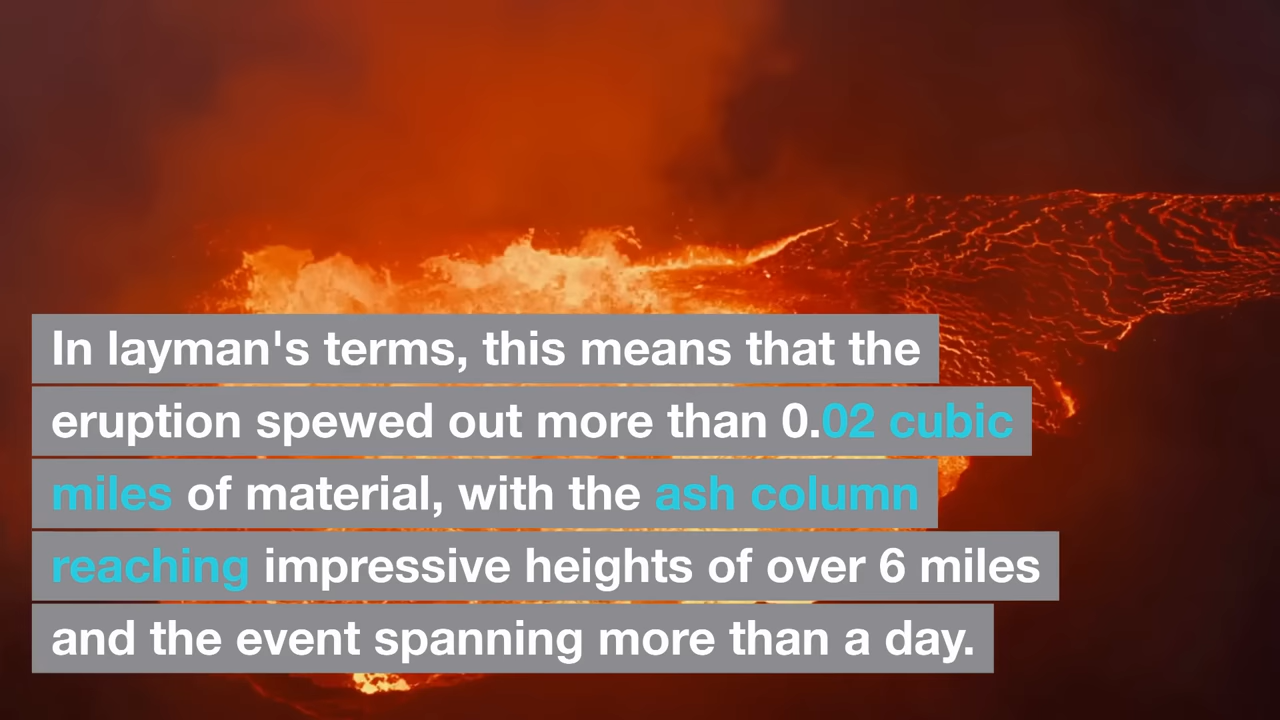 In layman's terms, this means that the
eruption spewed out more than 0.02 cubic
miles of material, with the ash column
reaching impressive heights of over 6 miles
and the event spanning more than a day.